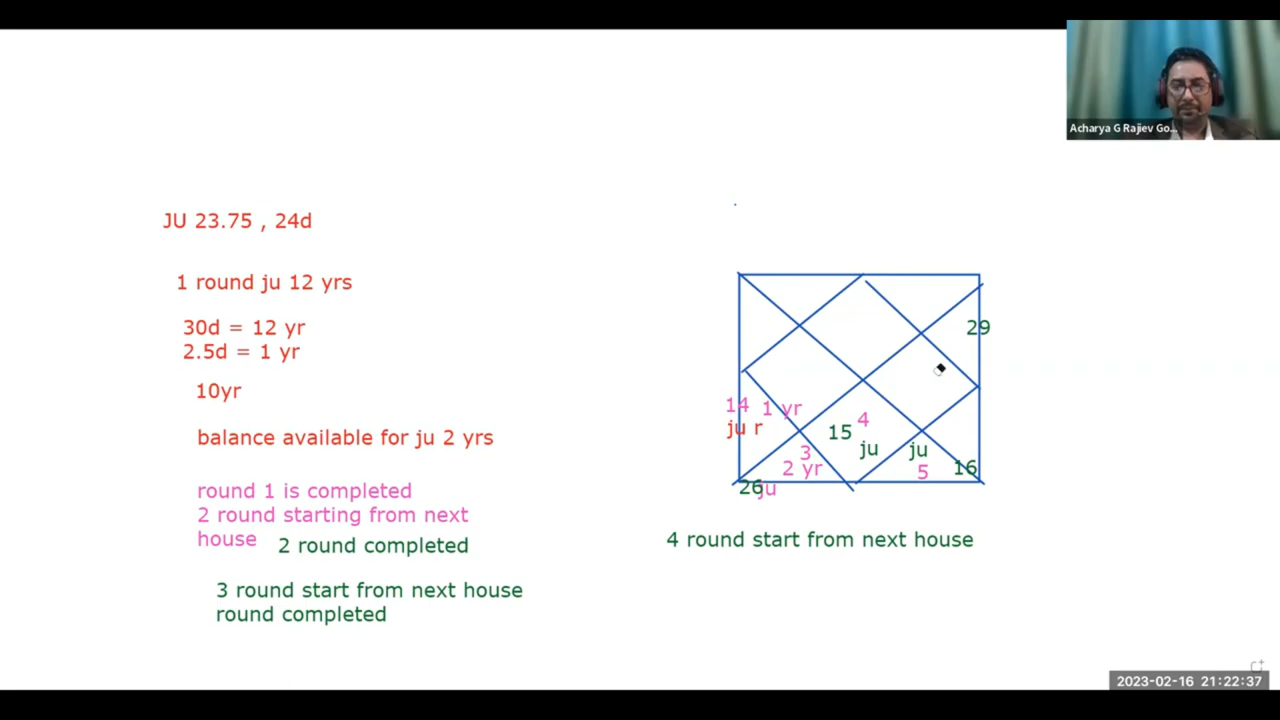 Acharya G Rajiev Go...
JU 23.75 , 24d
1 round ju 12 yrs
30d = 12 yr
2.5d = 1 yr
10yr
balance available for ju 2 yrs
round 1 is completed
2 round starting from next
house
2 round completed
3 round start from next house
round completed
29
14 1 yr
ju r
4
15
ju
ju
3
2 yr
5
16
26
ju
4 round start from next house
2023-02-16 21:22:37